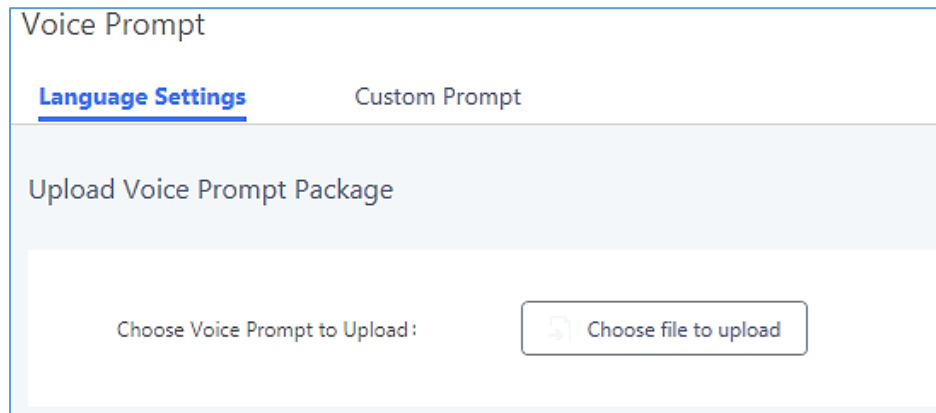 Voice Prompt
Language Settings Custom Prompt
Upload Voice Prompt Package
Choose Voice Prompt to Upload: Choose file to upload